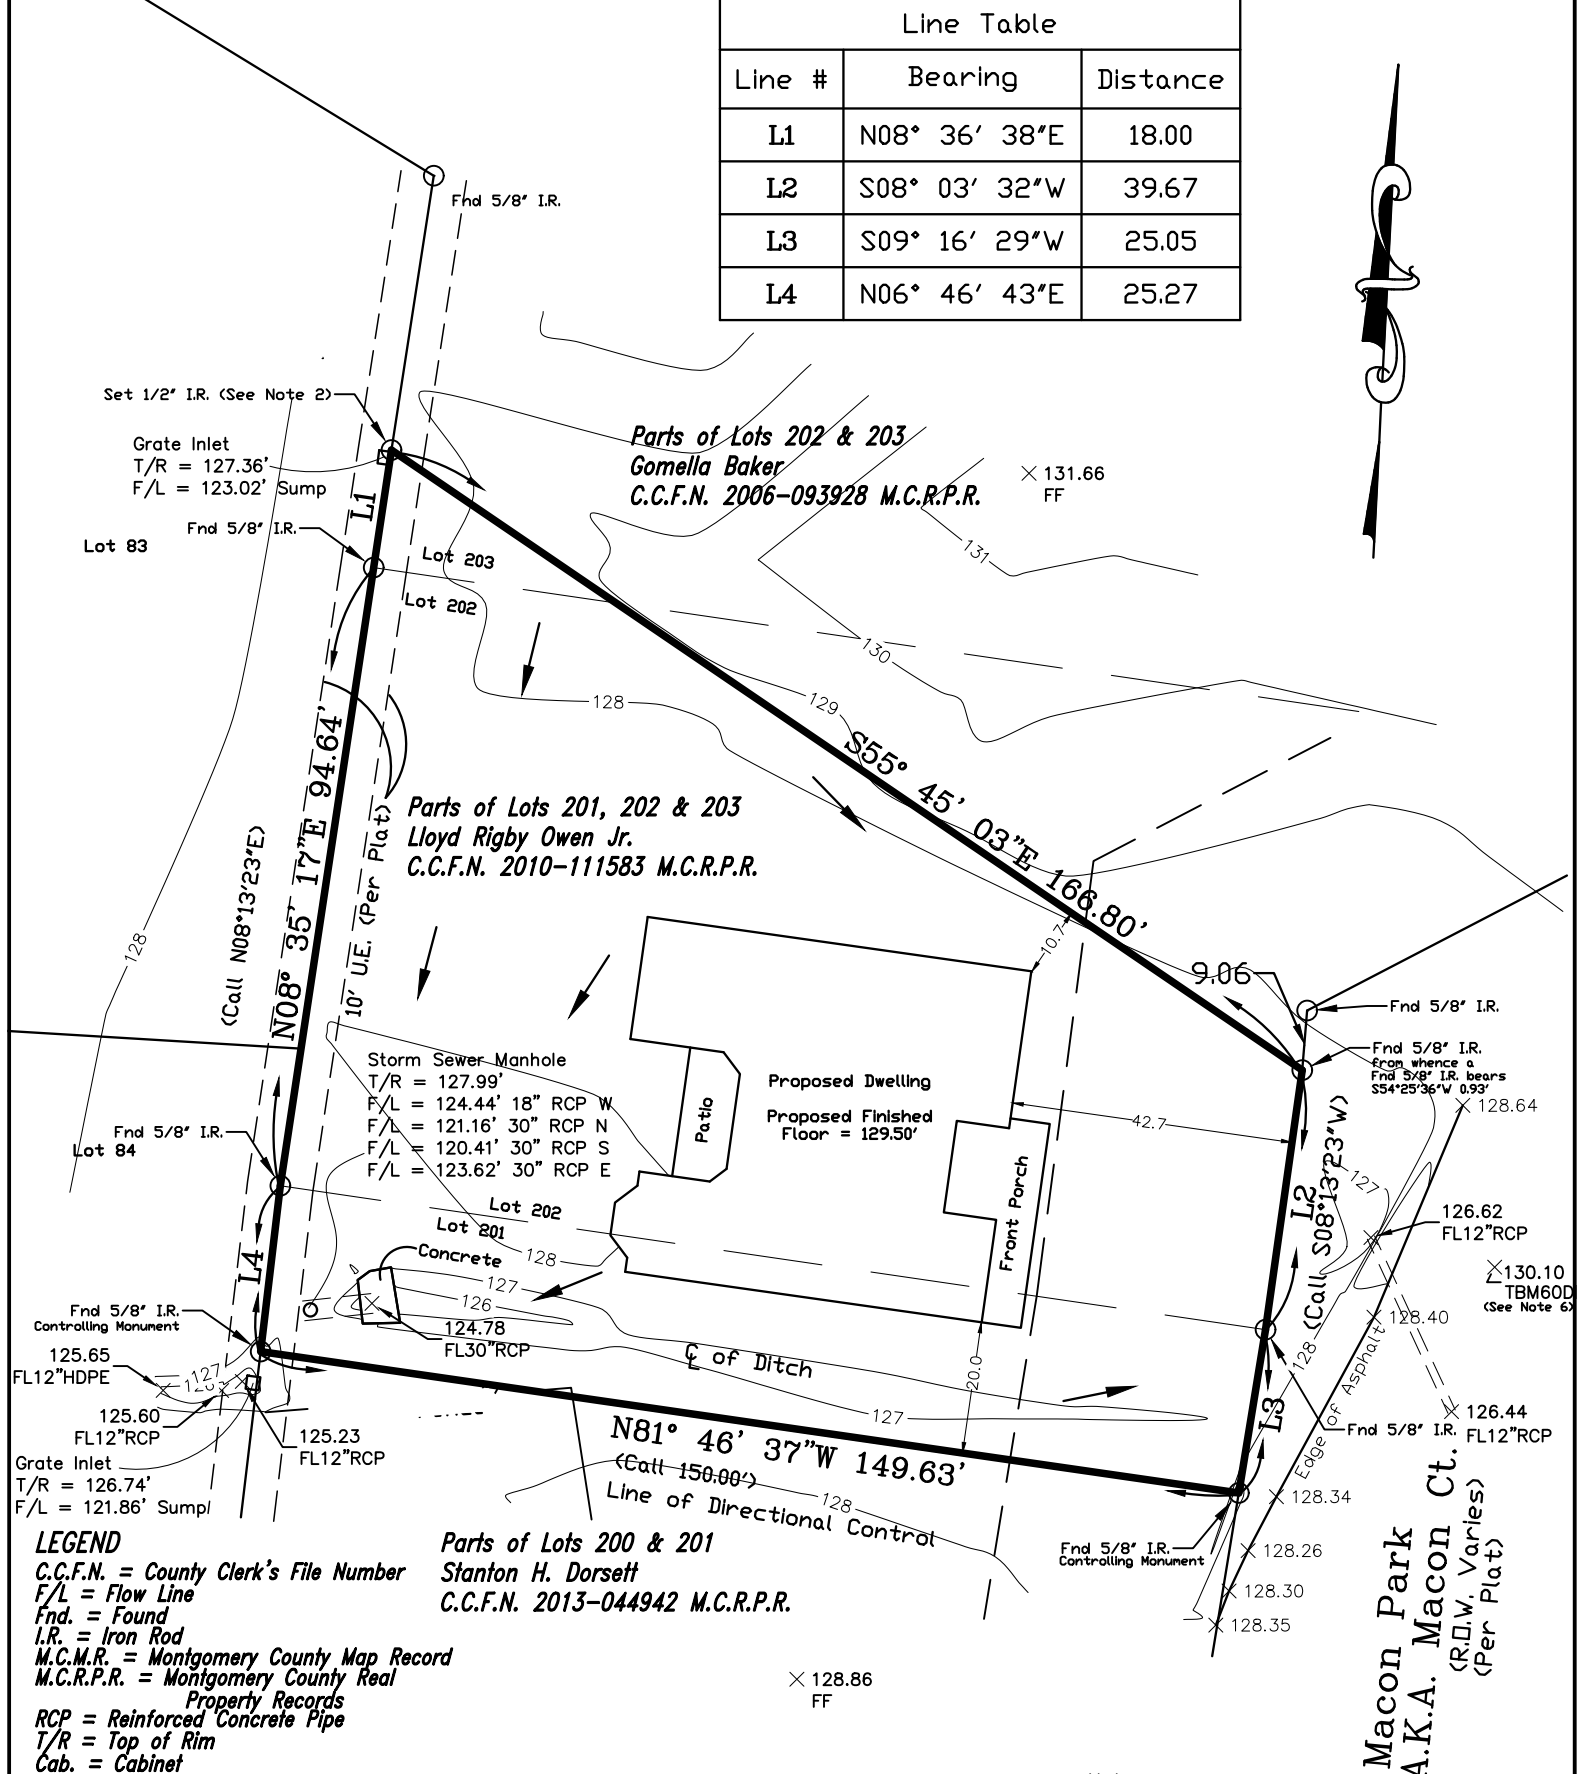 Line Table
Line # Bearing Distance
L1 N08° 36′ 38″E 18.00
L2 S08° 03′ 32″W 39.67
L3 S09° 16′ 29″W 25.05
L4 N06° 46′ 43″E 25.27
Fnd 5/8" I.R.
Set 1/2" I.R. (See Note 2)
Grate Inlet
T/R = 127.36'
F/L = 123.02' Sump
L1
Fnd 5/8" I.R.
Lot 83
Lot 203
Lot 202
Parts of Lots 202 & 203
Gomella Baker
C.C.F.N. 2006-093928 M.C.R.P.R.
131.66
FF
131
130
129
128
128
S55° 45' 03"E 166.80'
N08° 35' 17"E 94.64'
(Call N08°13'23"E)
10' U.E. (Per Plat)
Parts of Lots 201, 202 & 203
Lloyd Rigby Owen Jr.
C.C.F.N. 2010-111583 M.C.R.P.R.
10.7
9.06
Fnd 5/8" I.R.
Fnd 5/8" I.R.
from whence a
Fnd 5/8" I.R. bears
S54°25'36"W 0.93'
128.64
Storm Sewer Manhole
T/R = 127.99'
F/L = 124.44' 18" RCP W
F/L = 121.16' 30" RCP N
F/L = 120.41' 30" RCP S
F/L = 123.62' 30" RCP E
Patio
Proposed Dwelling
Proposed Finished
Floor = 129.50'
42.7
Front Porch
L2
(Call S08°13'23"W)
127
126.62
FL12"RCP
130.10
TBM60D
(See Note 6)
Fnd 5/8" I.R.
Lot 84
Lot 202
Lot 201
Concrete
128
127
126
L4
Fnd 5/8" I.R.
Controlling Monument
124.78
FL30"RCP
125.65
FL12"HDPE
127
126
125.60
FL12"RCP
125.23
FL12"RCP
Grate Inlet
T/R = 126.74'
F/L = 121.86' Sump
℄ of Ditch
20.0
127
128
128.40
Edge of Asphalt
L3
Fnd 5/8" I.R.
126.44
FL12"RCP
N81° 46' 37"W 149.63'
(Call 150.00')
128
Line of Directional Control
128.34
Fnd 5/8" I.R.
Controlling Monument
128.26
128.30
128.35
Parts of Lots 200 & 201
Stanton H. Dorsett
C.C.F.N. 2013-044942 M.C.R.P.R.
128.86
FF
Macon Park
A.K.A. Macon Ct.
(R.O.W. Varies)
(Per Plat)
LEGEND
C.C.F.N. = County Clerk's File Number
F/L = Flow Line
Fnd. = Found
I.R. = Iron Rod
M.C.M.R. = Montgomery County Map Record
M.C.R.P.R. = Montgomery County Real
Property Records
RCP = Reinforced Concrete Pipe
T/R = Top of Rim
Cab. = Cabinet